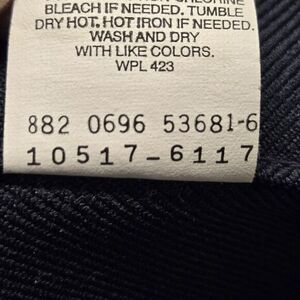 CHLORINE
BLEACH IF NEEDED. TUMBLE
DRY HOT. HOT IRON IF NEEDED.
WASH AND DRY
WITH LIKE COLORS.
WPL 423
882 0696 53681-6
10517-6117